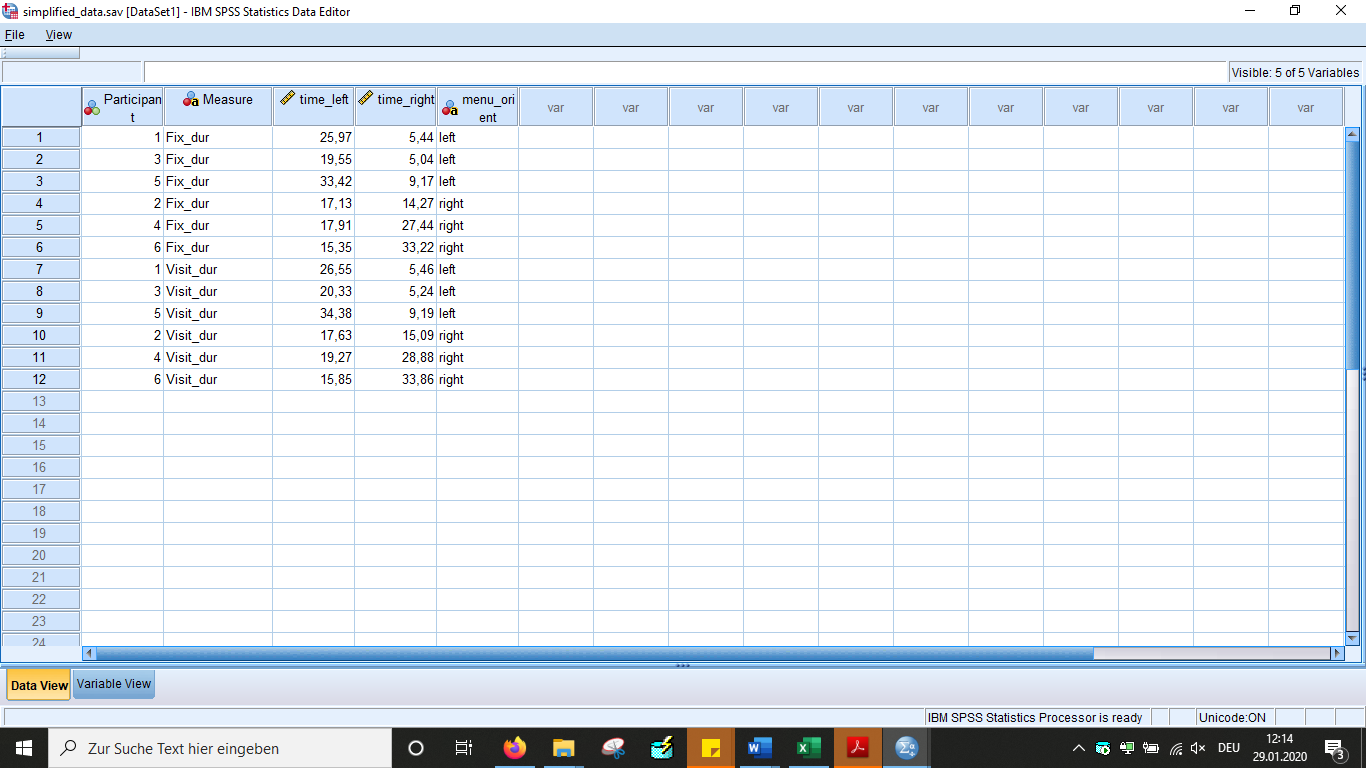 simplified_data.sav [DataSet1] - IBM SPSS Statistics Data Editor
File View
Visible: 5 of 5 Variables
Participant Measure time_left time_right menu_orient var var var var var var var var var var var
1 1 Fix_dur 25,97 5,44 left
2 3 Fix_dur 19,55 5,04 left
3 5 Fix_dur 33,42 9,17 left
4 2 Fix_dur 17,13 14,27 right
5 4 Fix_dur 17,91 27,44 right
6 6 Fix_dur 15,35 33,22 right
7 1 Visit_dur 26,55 5,46 left
8 3 Visit_dur 20,33 5,24 left
9 5 Visit_dur 34,38 9,19 left
10 2 Visit_dur 17,63 15,09 right
11 4 Visit_dur 19,27 28,88 right
12 6 Visit_dur 15,85 33,86 right
13
14
15
16
17
18
19
20
21
22
23
24
Data View Variable View
IBM SPSS Statistics Processor is ready Unicode:ON
Zur Suche Text hier eingeben DEU 12:14
29.01.2020 3